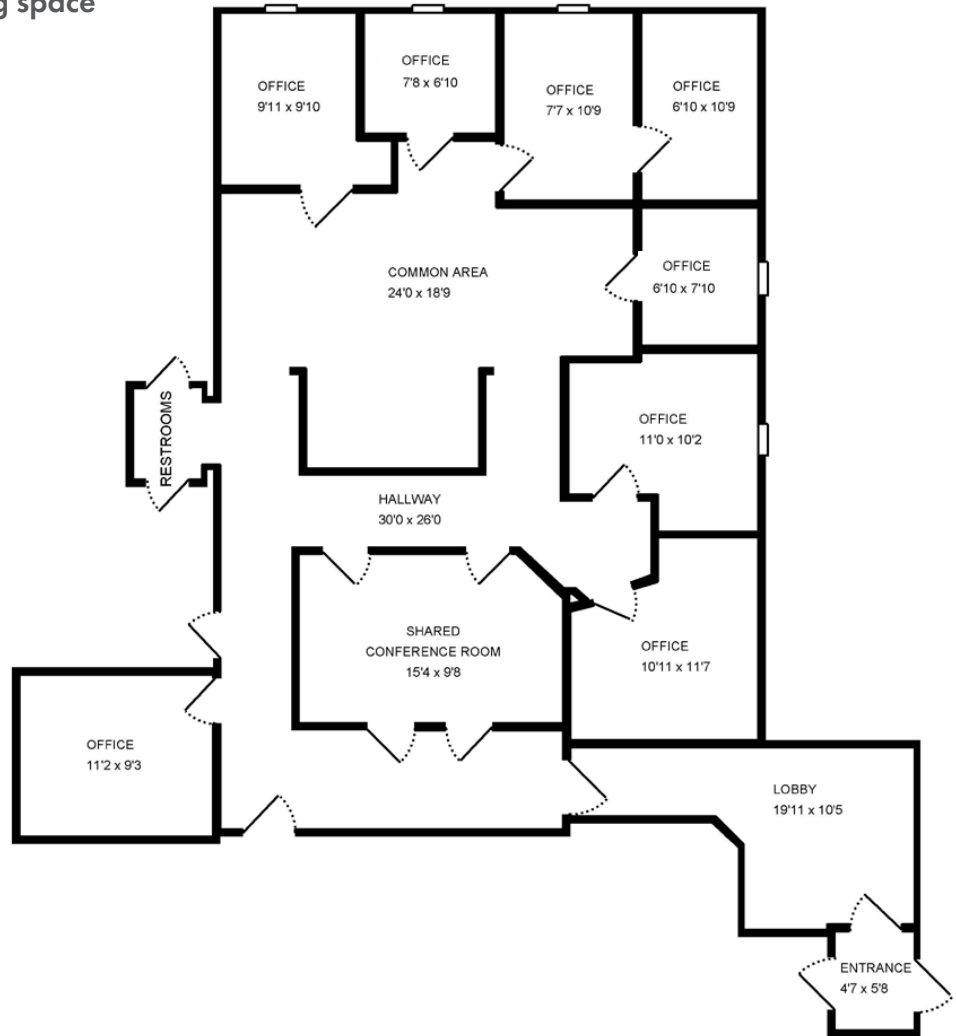 g space
OFFICE
9'11 x 9'10
OFFICE
7'8 x 6'10
OFFICE
7'7 x 10'9
OFFICE
6'10 x 10'9
COMMON AREA
24'0 x 18'9
OFFICE
6'10 x 7'10
RESTROOMS
OFFICE
11'0 x 10'2
HALLWAY
30'0 x 26'0
SHARED
CONFERENCE ROOM
15'4 x 9'8
OFFICE
10'11 x 11'7
OFFICE
11'2 x 9'3
LOBBY
19'11 x 10'5
ENTRANCE
4'7 x 5'8